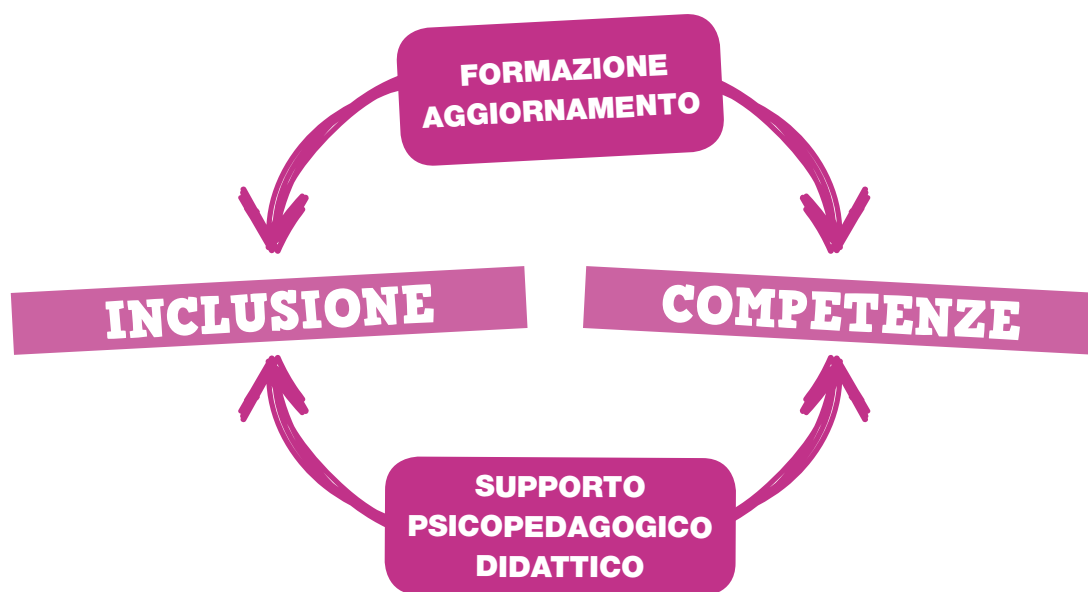 FORMAZIONE
AGGIORNAMENTO
INCLUSIONE
COMPETENZE
SUPPORTO
PSICOPEDAGOGICO
DIDATTICO